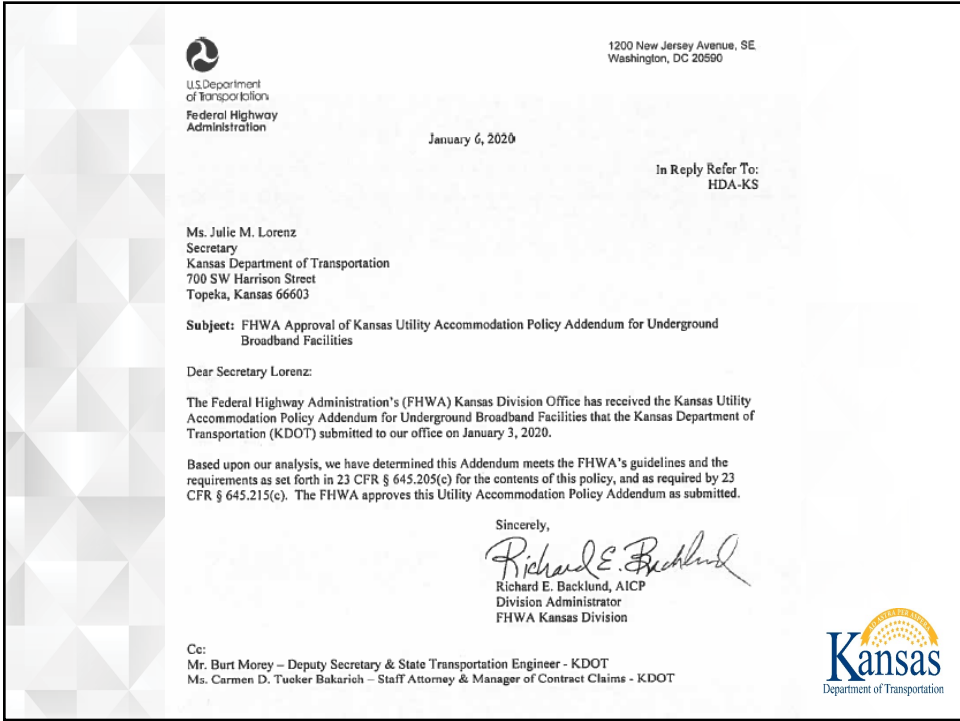 1200 New Jersey Avenue, SE
Washington, DC 20590
U.S. Department
of Transportation
Federal Highway
Administration
January 6, 2020
In Reply Refer To:
HDA-KS
Ms. Julie M. Lorenz
Secretary
Kansas Department of Transportation
700 SW Harrison Street
Topeka, Kansas 66603
Subject: FHWA Approval of Kansas Utility Accommodation Policy Addendum for Underground
Broadband Facilities
Dear Secretary Lorenz:
The Federal Highway Administration's (FHWA) Kansas Division Office has received the Kansas Utility
Accommodation Policy Addendum for Underground Broadband Facilities that the Kansas Department of
Transportation (KDOT) submitted to our office on January 3, 2020.
Based upon our analysis, we have determined this Addendum meets the FHWA's guidelines and the
requirements as set forth in 23 CFR § 645.205(c) for the contents of this policy, and as required by 23
CFR § 645.215(c). The FHWA approves this Utility Accommodation Policy Addendum as submitted.
Sincerely,
Richard E. Backlund
Richard E. Backlund, AICP
Division Administrator
FHWA Kansas Division
Cc:
Mr. Burt Morey – Deputy Secretary & State Transportation Engineer - KDOT
Ms. Carmen D. Tucker Bakarich – Staff Attorney & Manager of Contract Claims - KDOT
AD ASTRA PER ASPERA
Kansas
Department of Transportation